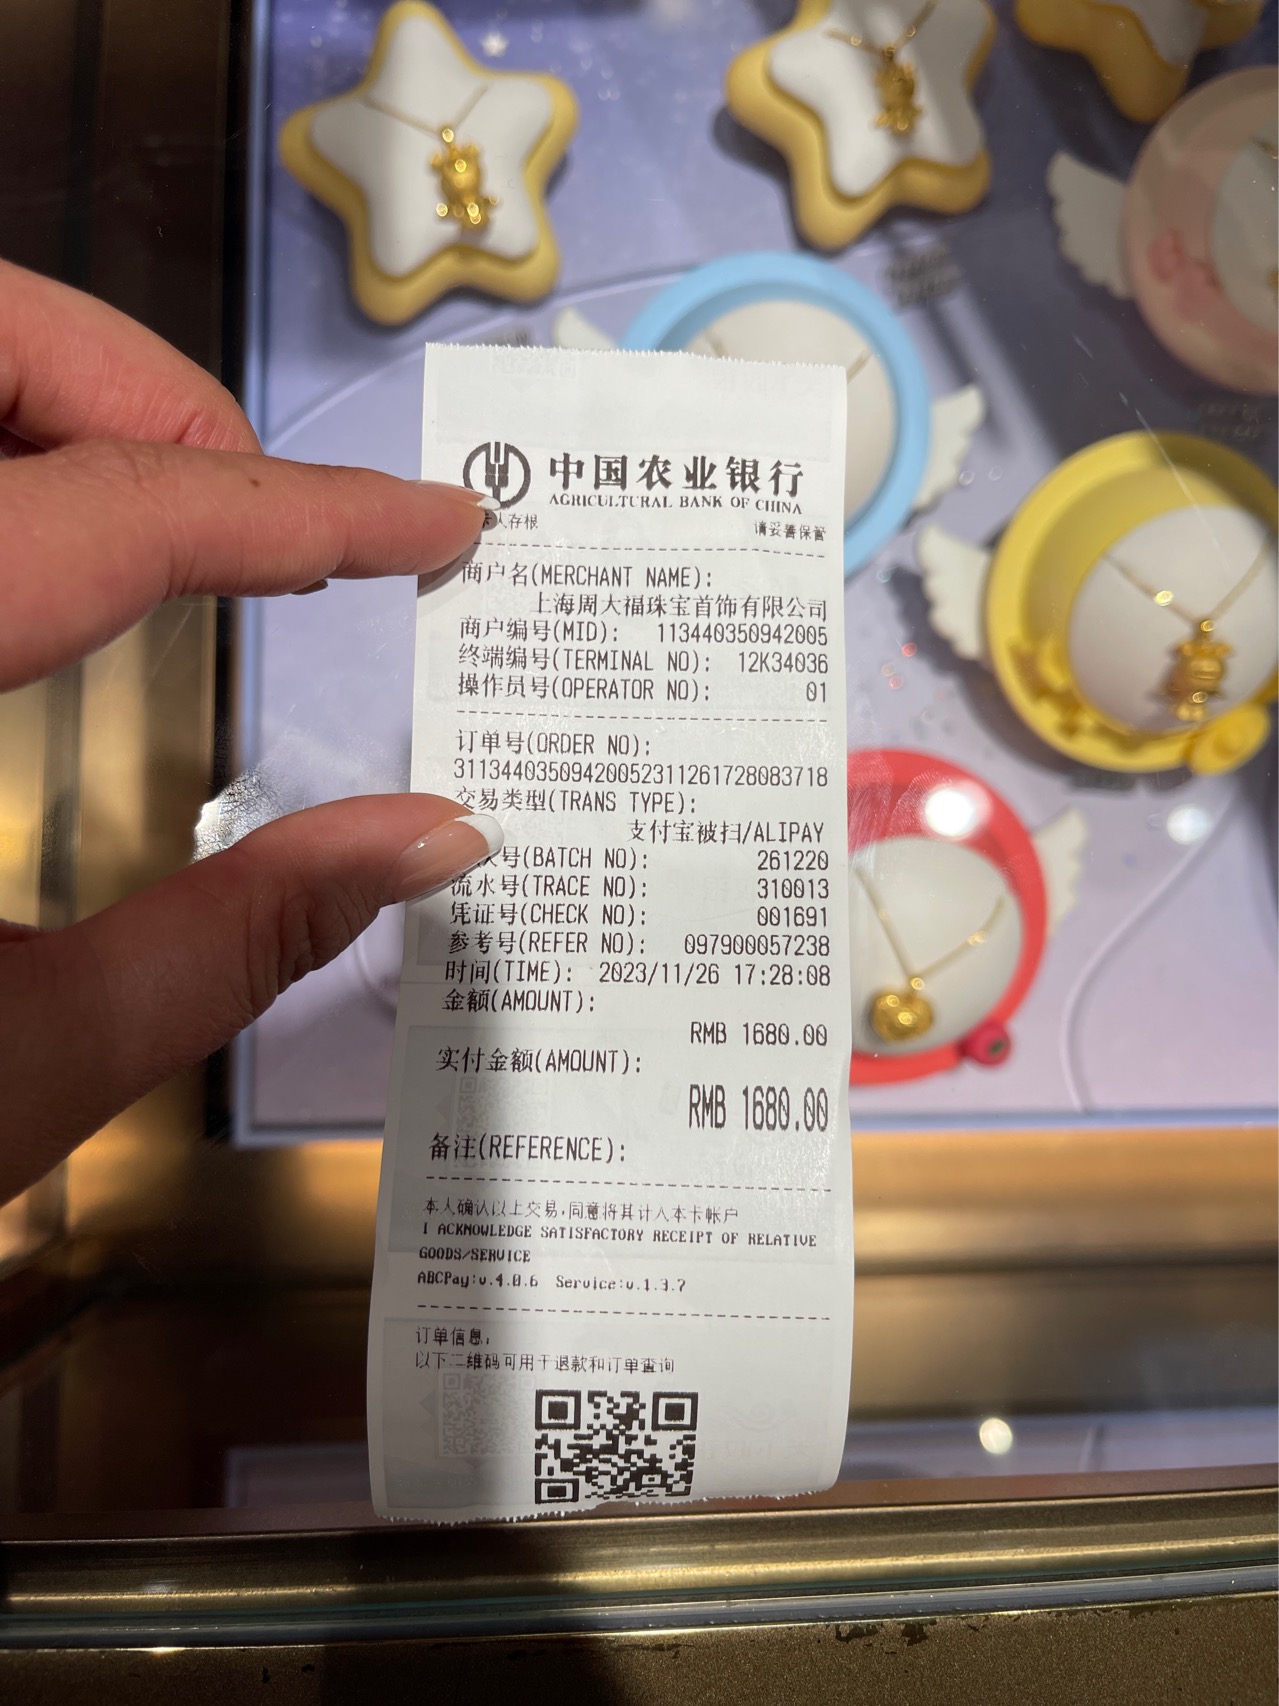 中国农业银行
AGRICULTURAL BANK OF CHINA
人存根 请妥善保管
商户名(MERCHANT NAME):
上海周大福珠宝首饰有限公司
商户编号(MID): 113440350942005
终端编号(TERMINAL NO): 12K34036
操作员号(OPERATOR NO): 01
订单号(ORDER NO):
31134403509420052311261728083718
交易类型(TRANS TYPE):
支付宝被扫/ALIPAY
次号(BATCH NO): 261220
流水号(TRACE NO): 310013
凭证号(CHECK NO): 001691
参考号(REFER NO): 097900057238
时间(TIME): 2023/11/26 17:28:08
金额(AMOUNT):
RMB 1680.00
实付金额(AMOUNT):
RMB 1680.00
备注(REFERENCE):
本人确认以上交易,同意将其计入本卡帐户
I ACKNOWLEDGE SATISFACTORY RECEIPT OF RELATIVE
GOODS/SERVICE
ABCPay:v.4.0.6 Service:v.1.3.7
订单信息,
以下二维码可用于退款和订单查询